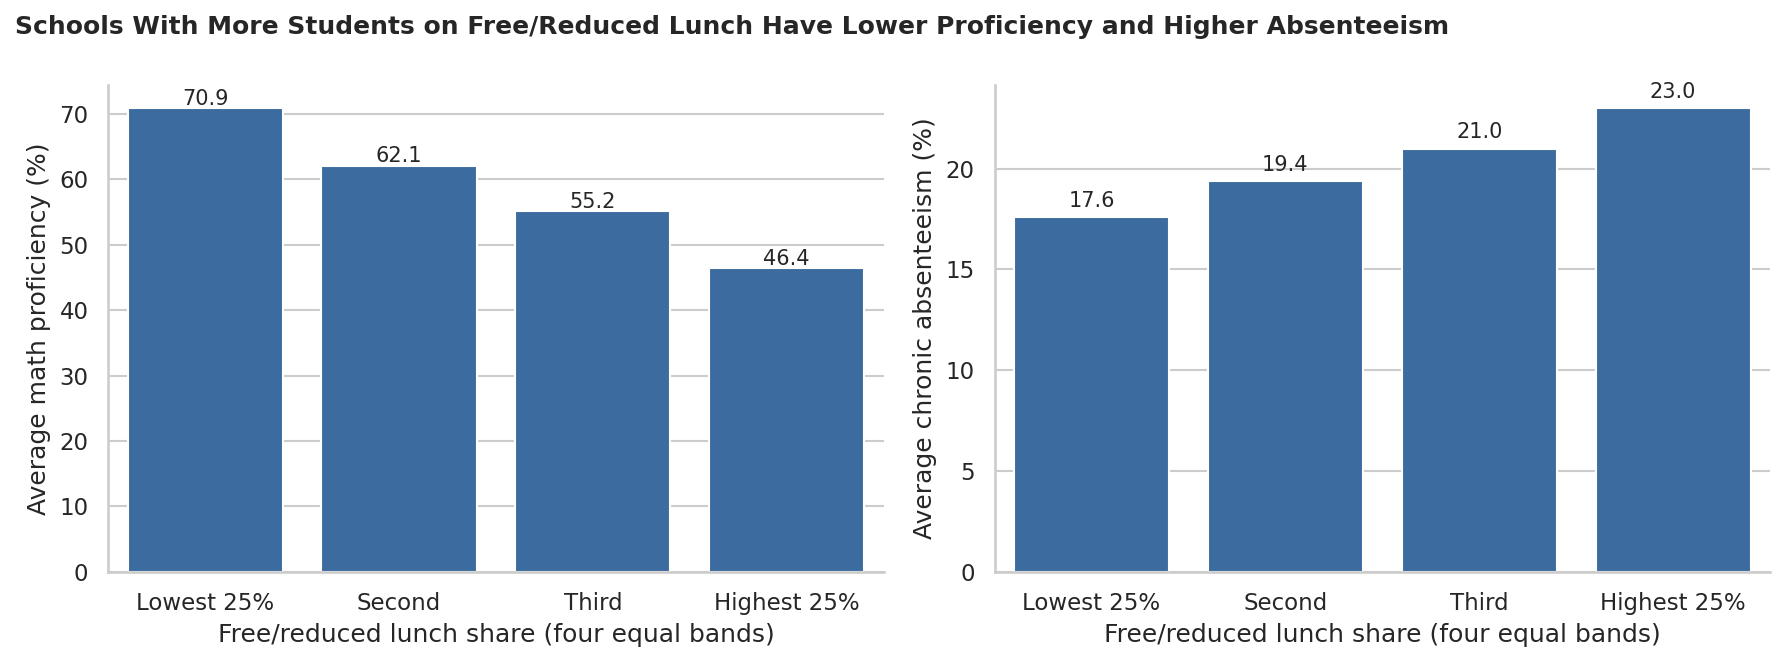 Schools With More Students on Free/Reduced Lunch Have Lower Proficiency and Higher Absenteeism
Average math proficiency (%)
70
60
50
40
30
20
10
0
70.9
62.1
55.2
46.4
Lowest 25%
Second
Third
Highest 25%
Free/reduced lunch share (four equal bands)
Average chronic absenteeism (%)
20
15
10
5
0
17.6
19.4
21.0
23.0
Lowest 25%
Second
Third
Highest 25%
Free/reduced lunch share (four equal bands)